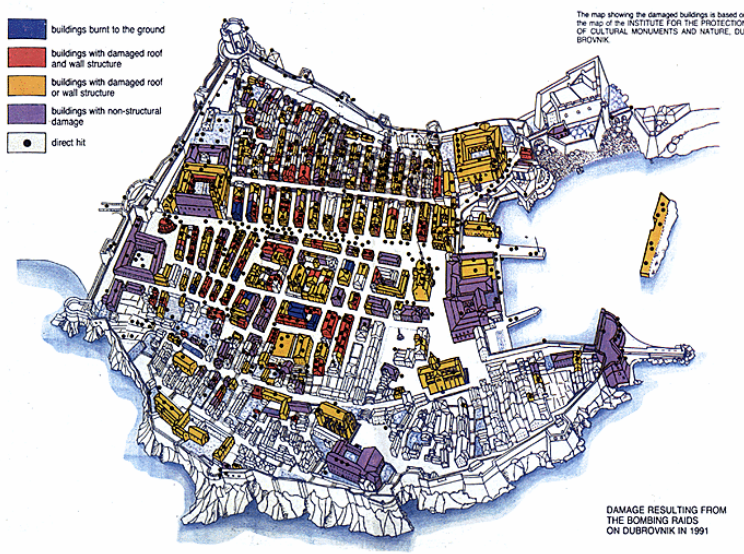 buildings burnt to the ground
buildings with damaged roof
and wall structure
buildings with damaged roof
or wall structure
buildings with non-structural
damage
direct hit
The map showing the damaged buildings is based
the map of the INSTITUTE FOR THE PROTECTION
OF CULTURAL MONUMENTS AND NATURE, DU
BROVNIK.
DAMAGE RESULTING FROM
THE BOMBING RAIDS
ON DUBROVNIK IN 1991